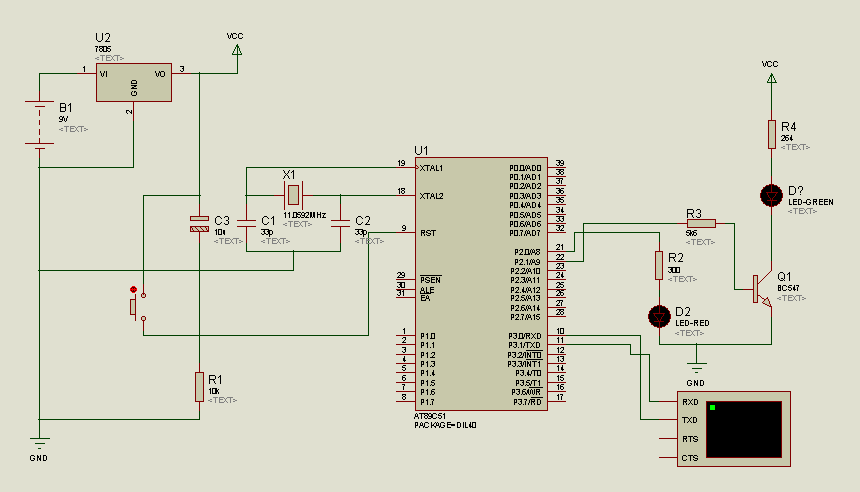 U2
7805
<TEXT>
1
VI
VO
3
GND
2
VCC
B1
9V
<TEXT>
C3
10u
<TEXT>
X1
11.0592MHz
<TEXT>
C1
33p
<TEXT>
C2
33p
<TEXT>
R1
10k
<TEXT>
GND
U1
19 XTAL1
18 XTAL2
9 RST
29 PSEN
30 ALE
31 EA
1 P1.0
2 P1.1
3 P1.2
4 P1.3
5 P1.4
6 P1.5
7 P1.6
8 P1.7
P0.0/AD0 39
P0.1/AD1 38
P0.2/AD2 37
P0.3/AD3 36
P0.4/AD4 35
P0.5/AD5 34
P0.6/AD6 33
P0.7/AD7 32
P2.0/A8 21
P2.1/A9 22
P2.2/A10 23
P2.3/A11 24
P2.4/A12 25
P2.5/A13 26
P2.6/A14 27
P2.7/A15 28
P3.0/RXD 10
P3.1/TXD 11
P3.2/INT0 12
P3.3/INT1 13
P3.4/T0 14
P3.5/T1 15
P3.6/WR 16
P3.7/RD 17
AT89C51
PACKAGE=DIL40
R3
5k6
<TEXT>
R2
300
<TEXT>
D2
LED-RED
<TEXT>
VCC
R4
254
<TEXT>
D?
LED-GREEN
<TEXT>
Q1
BC547
<TEXT>
GND
RXD
TXD
RTS
CTS